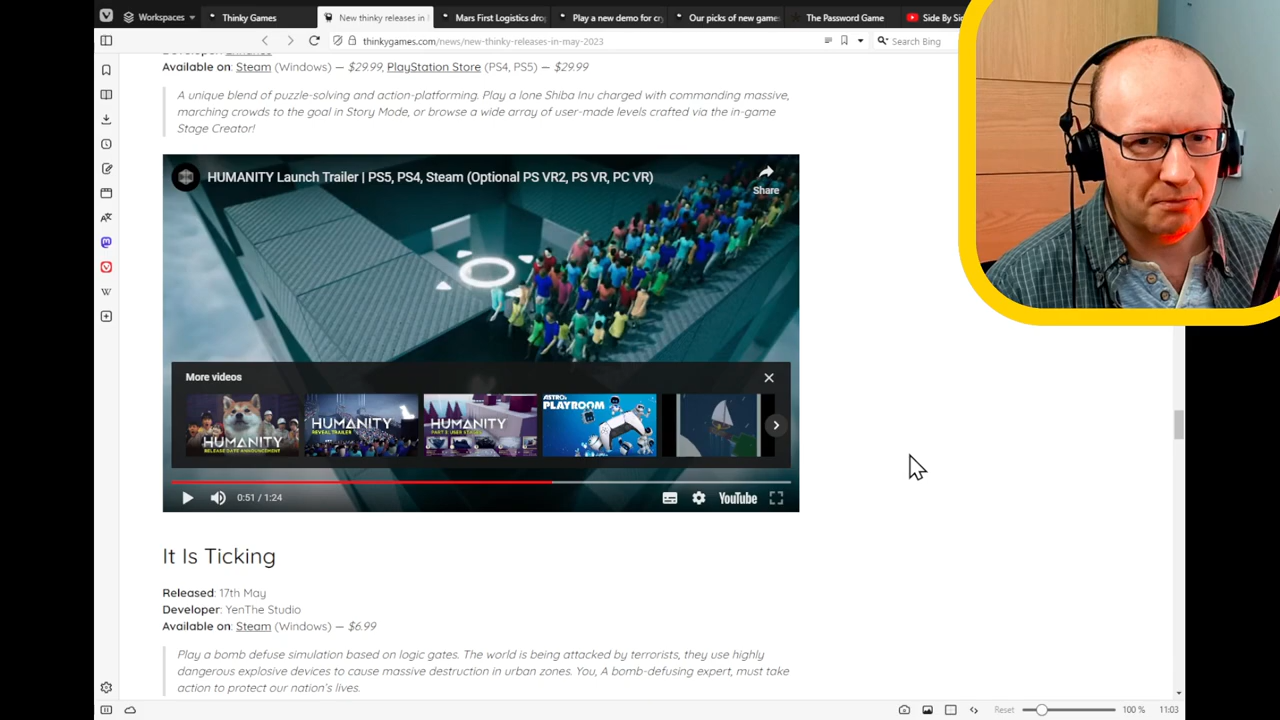 Workspaces
Thinky Games
New thinky releases in
Mars First Logistics drop
Play a new demo for cr
Our picks of new game
The Password Game
Side By Si
thinkygames.com/news/new-thinky-releases-in-may-2023
Search Bing
Developer: Enhance
Available on: Steam (Windows) — $29.99, PlayStation Store (PS4, PS5) — $29.99
A unique blend of puzzle-solving and action-platforming. Play a lone Shiba Inu charged with commanding massive,
marching crowds to the goal in Story Mode, or browse a wide array of user-made levels crafted via the in-game
Stage Creator!
HUMANITY Launch Trailer | PS5, PS4, Steam (Optional PS VR2, PS VR, PC VR)
Share
More videos
HUMANITY
RELEASE DATE ANNOUNCEMENT
HUMANITY
REVEAL TRAILER
HUMANITY
ASTRO's
PLAYROOM
0:51 / 1:24
YouTube
It Is Ticking
Released: 17th May
Developer: YenThe Studio
Available on: Steam (Windows) — $6.99
Play a bomb defuse simulation based on logic gates. The world is being attacked by terrorists, they use highly
dangerous explosive devices to cause massive destruction in urban zones. You, A bomb-defusing expert, must take
action to protect our nation's lives.
Reset
100 %
11:03